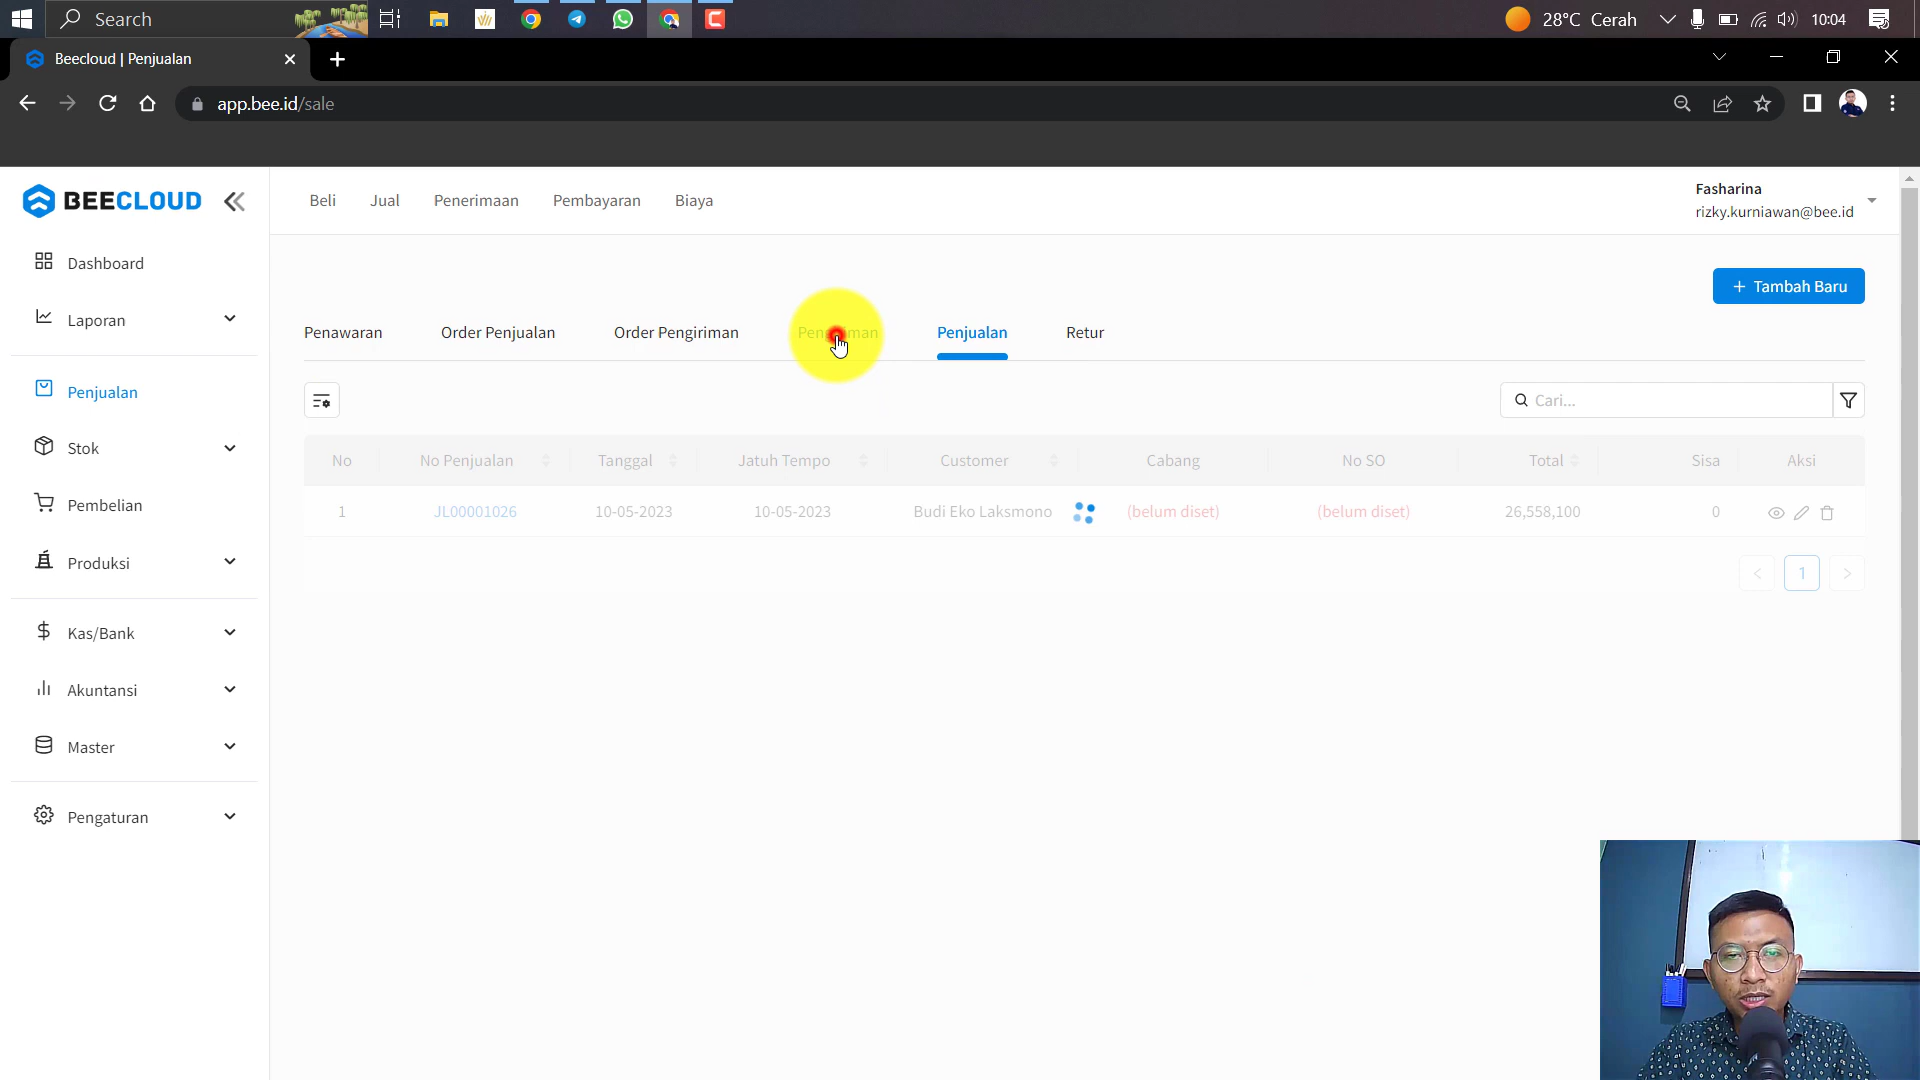 Search
28°C Cerah
10:04
Beecloud | Penjualan
app.bee.id/sale
BEECLOUD
Beli
Jual
Penerimaan
Pembayaran
Biaya
Fasharina
rizky.kurniawan@bee.id
Dashboard
Laporan
Penjualan
Stok
Pembelian
Produksi
Kas/Bank
Akuntansi
Master
Pengaturan
+ Tambah Baru
Penawaran
Order Penjualan
Order Pengiriman
Pengiriman
Penjualan
Retur
Cari...
No
No Penjualan
Tanggal
Jatuh Tempo
Customer
Cabang
No SO
Total
Sisa
Aksi
1
JL00001026
10-05-2023
10-05-2023
Budi Eko Laksmono
(belum diset)
(belum diset)
26,558,100
0
< 1 >